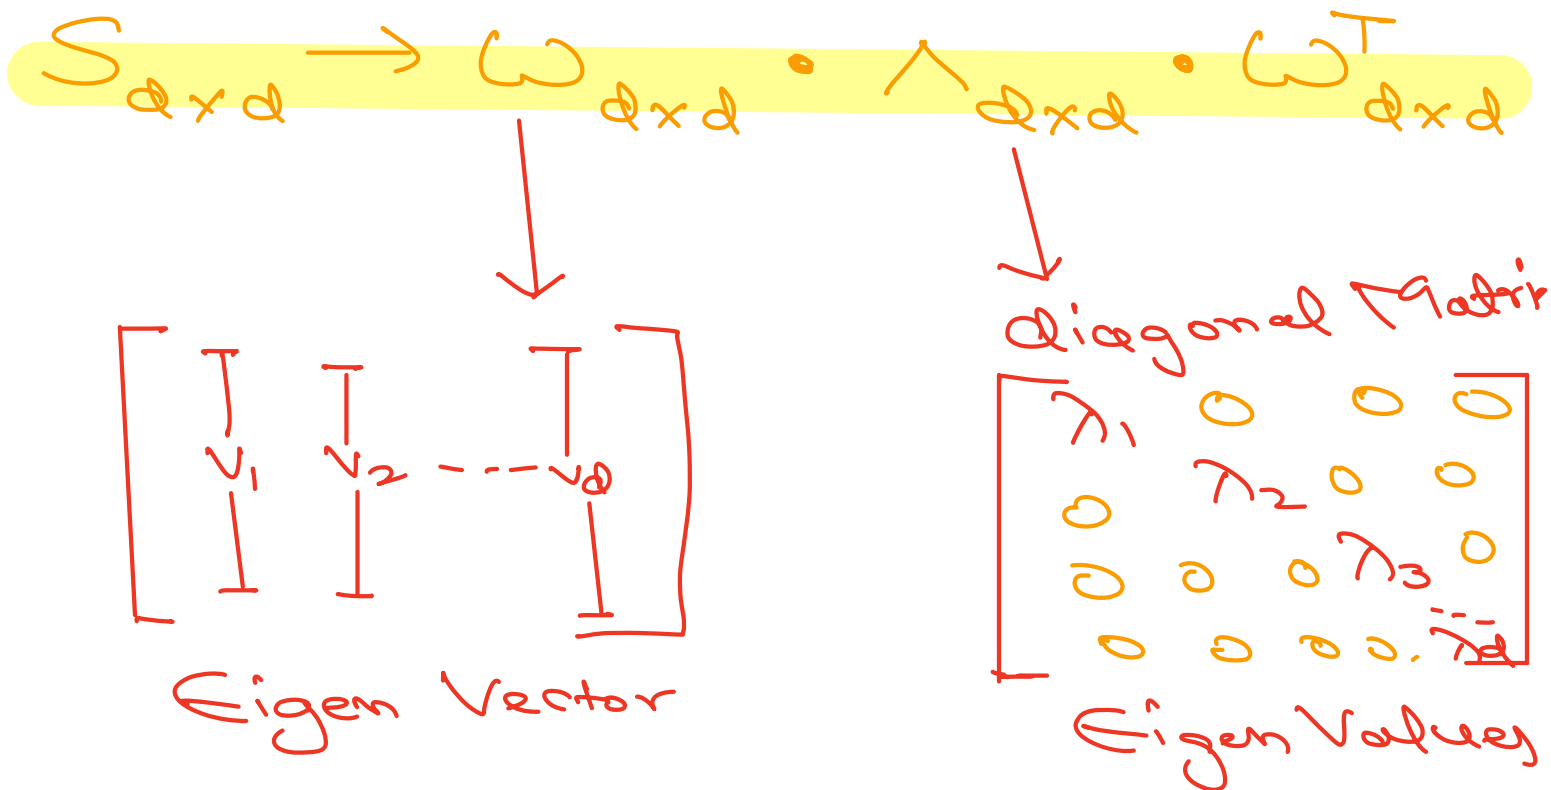 S d×d → ω d×d • Λ d×d • ω^T d×d
diagonal Matrix
V1 V2 ------ Vd
λ1 0 0 0
0 λ2 0 0
0 0 0 λ3 0
0 0 0 0 . λd
Eigen Vector
Eigen Values